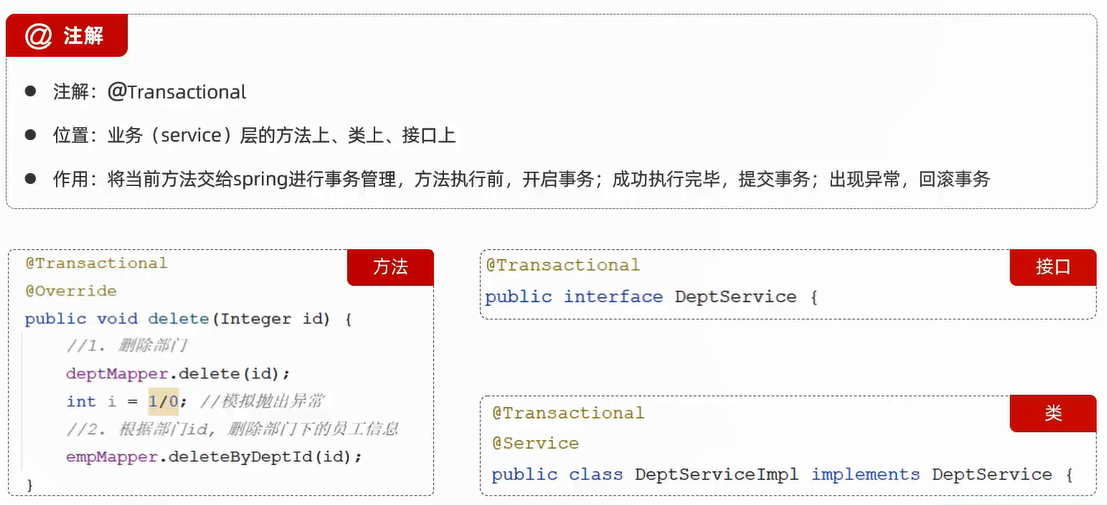 @ 注解
● 注解：@Transactional
● 位置：业务（service）层的方法上、类上、接口上
● 作用：将当前方法交给spring进行事务管理，方法执行前，开启事务；成功执行完毕，提交事务；出现异常，回滚事务
方法
@Transactional
@Override
public void delete(Integer id) {
//1. 删除部门
deptMapper.delete(id);
int i = 1/0; //模拟抛出异常
//2. 根据部门id, 删除部门下的员工信息
empMapper.deleteByDeptId(id);
}
接口
@Transactional
public interface DeptService {
类
@Transactional
@Service
public class DeptServiceImpl implements DeptService {